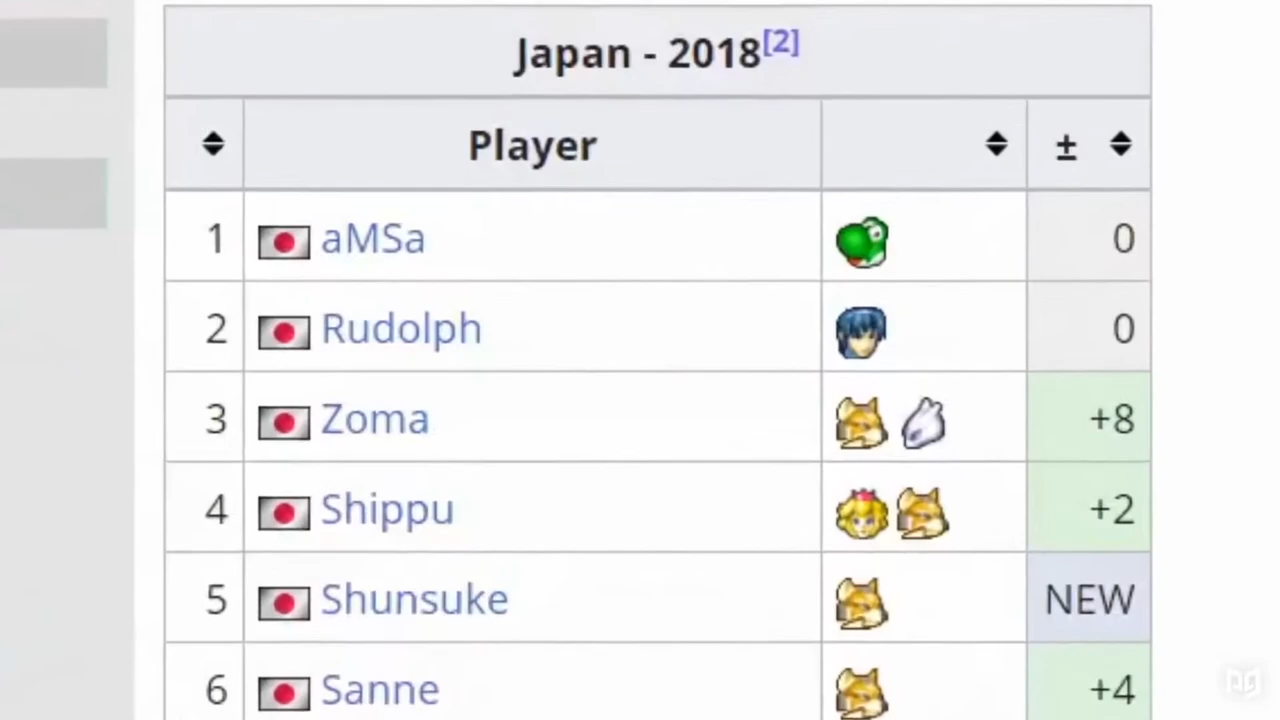 Japan - 2018[2]
Player ±
1 aMSa 0
2 Rudolph 0
3 Zoma +8
4 Shippu +2
5 Shunsuke NEW
6 Sanne +4